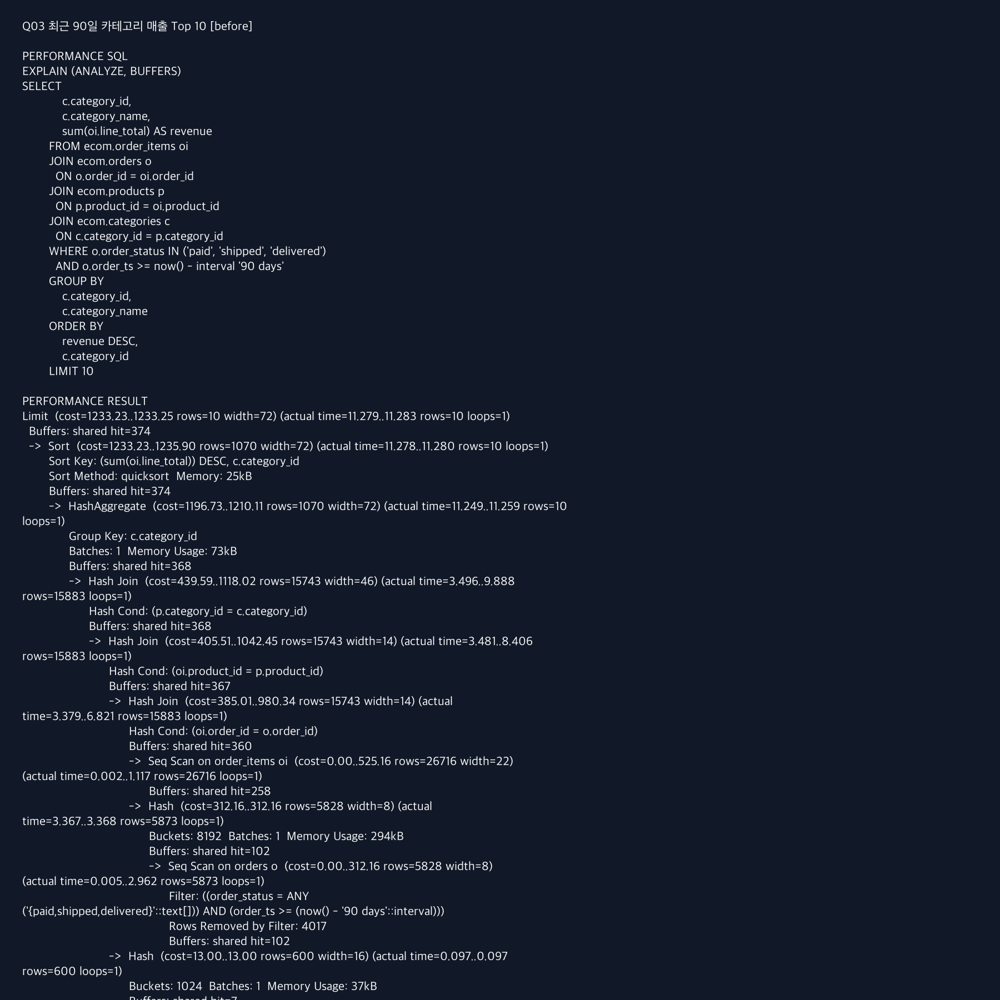 Q03 최근 90일 카테고리 매출 Top 10 [before]
PERFORMANCE SQL
EXPLAIN (ANALYZE, BUFFERS)
SELECT
c.category_id,
c.category_name,
sum(oi.line_total) AS revenue
FROM ecom.order_items oi
JOIN ecom.orders o
ON o.order_id = oi.order_id
JOIN ecom.products p
ON p.product_id = oi.product_id
JOIN ecom.categories c
ON c.category_id = p.category_id
WHERE o.order_status IN ('paid', 'shipped', 'delivered')
AND o.order_ts >= now() - interval '90 days'
GROUP BY
c.category_id,
c.category_name
ORDER BY
revenue DESC,
c.category_id
LIMIT 10
PERFORMANCE RESULT
Limit  (cost=1233.23..1233.25 rows=10 width=72) (actual time=11.279..11.283 rows=10 loops=1)
Buffers: shared hit=374
->  Sort  (cost=1233.23..1235.90 rows=1070 width=72) (actual time=11.278..11.280 rows=10 loops=1)
Sort Key: (sum(oi.line_total)) DESC, c.category_id
Sort Method: quicksort  Memory: 25kB
Buffers: shared hit=374
->  HashAggregate  (cost=1196.73..1210.11 rows=1070 width=72) (actual time=11.249..11.259 rows=10
loops=1)
Group Key: c.category_id
Batches: 1  Memory Usage: 73kB
Buffers: shared hit=368
->  Hash Join  (cost=439.59..1118.02 rows=15743 width=46) (actual time=3.496..9.888
rows=15883 loops=1)
Hash Cond: (p.category_id = c.category_id)
Buffers: shared hit=368
->  Hash Join  (cost=405.51..1042.45 rows=15743 width=14) (actual time=3.481..8.406
rows=15883 loops=1)
Hash Cond: (oi.product_id = p.product_id)
Buffers: shared hit=367
->  Hash Join  (cost=385.01..980.34 rows=15743 width=14) (actual
time=3.379..6.821 rows=15883 loops=1)
Hash Cond: (oi.order_id = o.order_id)
Buffers: shared hit=360
->  Seq Scan on order_items oi  (cost=0.00..525.16 rows=26716 width=22)
(actual time=0.002..1.117 rows=26716 loops=1)
Buffers: shared hit=258
->  Hash  (cost=312.16..312.16 rows=5828 width=8) (actual
time=3.367..3.368 rows=5873 loops=1)
Buckets: 8192  Batches: 1  Memory Usage: 294kB
Buffers: shared hit=102
->  Seq Scan on orders o  (cost=0.00..312.16 rows=5828 width=8)
(actual time=0.005..2.962 rows=5873 loops=1)
Filter: ((order_status = ANY
('{paid,shipped,delivered}'::text[])) AND (order_ts >= (now() - '90 days'::interval)))
Rows Removed by Filter: 4017
Buffers: shared hit=102
->  Hash  (cost=13.00..13.00 rows=600 width=16) (actual time=0.097..0.097
rows=600 loops=1)
Buckets: 1024  Batches: 1  Memory Usage: 37kB
Buffers: shared hit=7